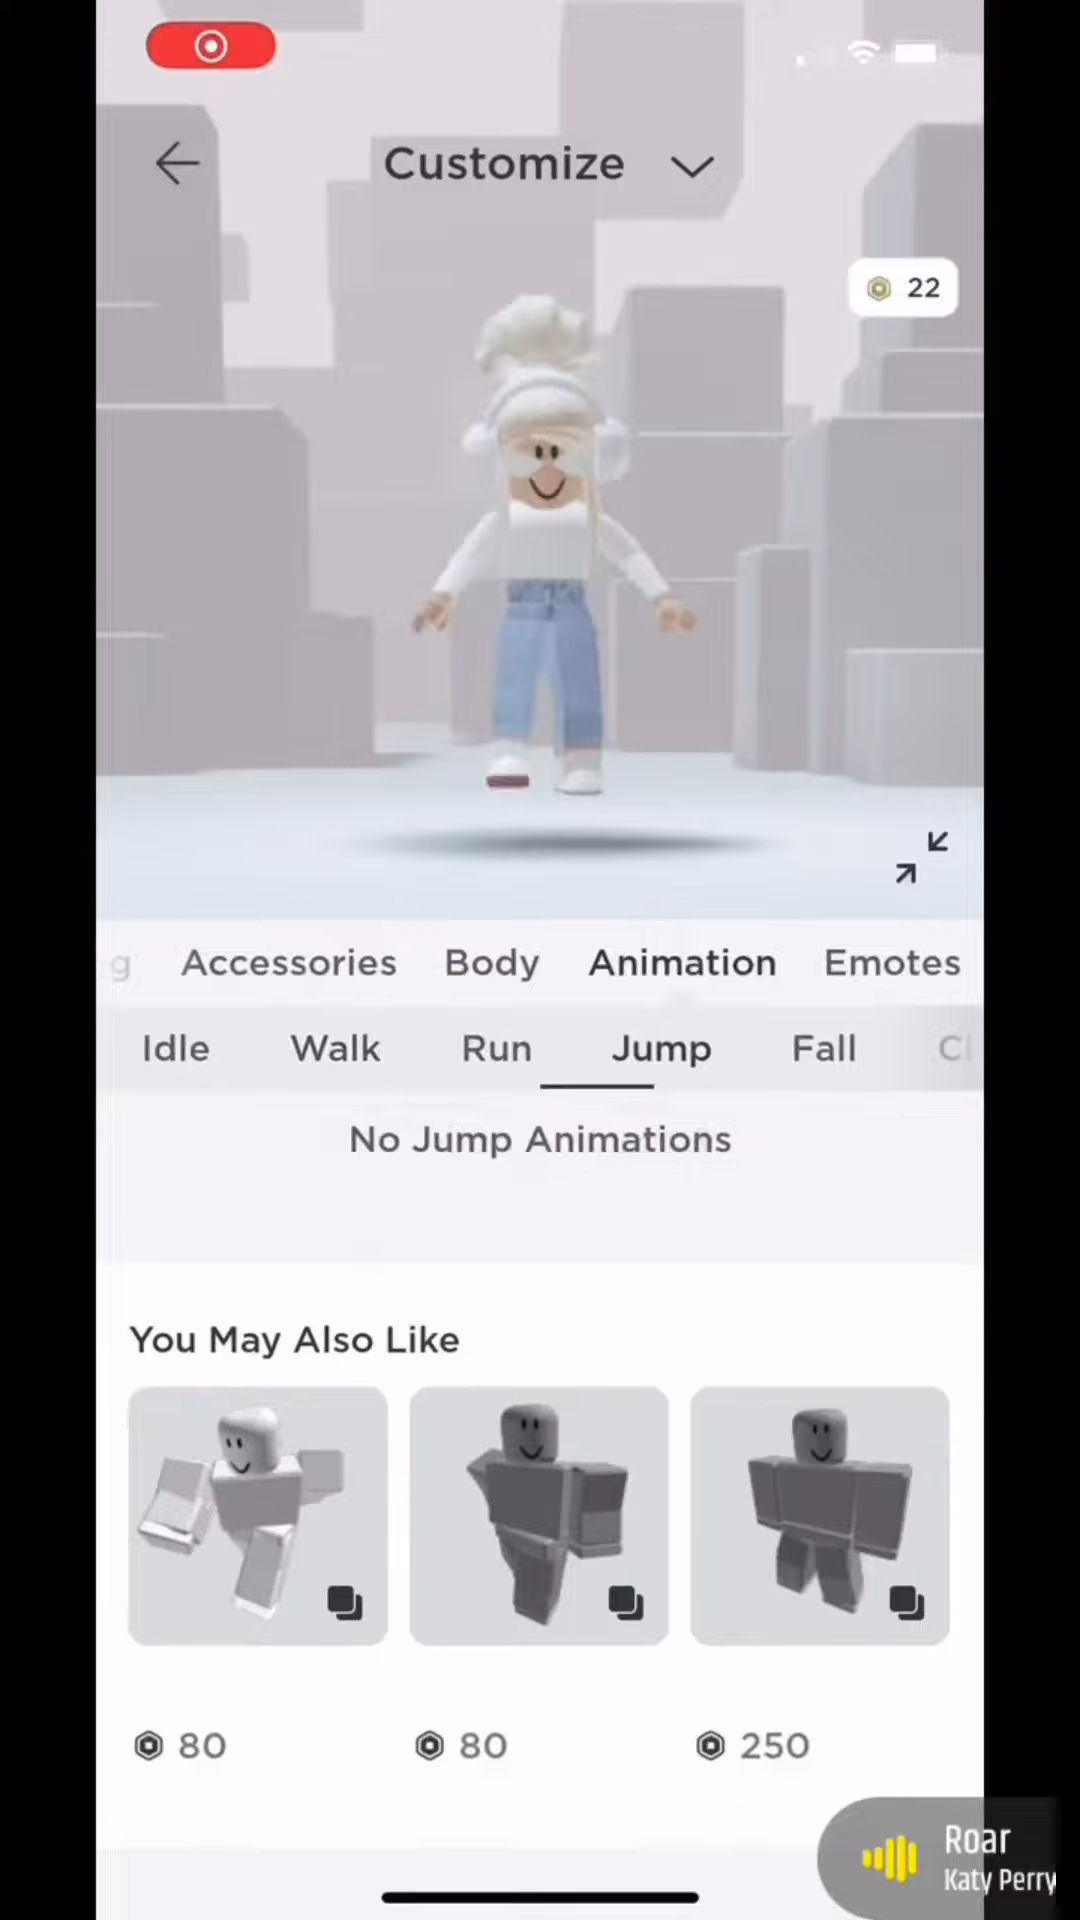 Customize
22
g Accessories Body Animation Emotes
Idle Walk Run Jump Fall Cl
No Jump Animations
You May Also Like
80 80 250
Roar
Katy Perry